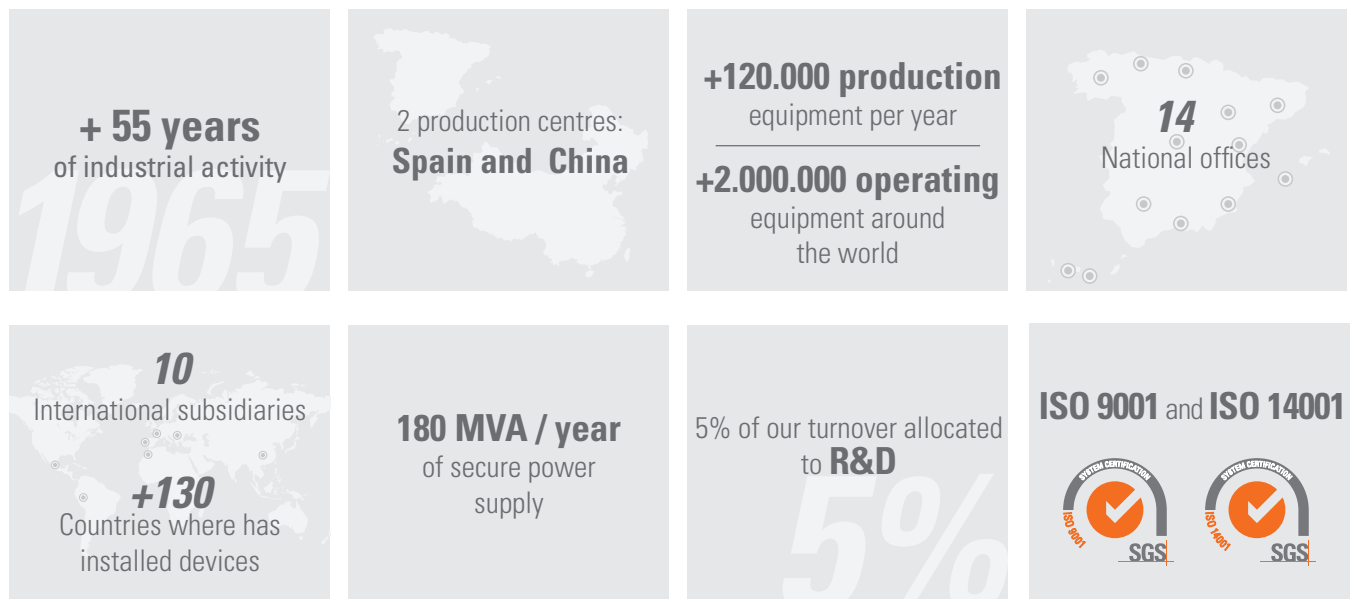 + 55 years
of industrial activity
1965
2 production centres:
Spain and China
+120.000 production
equipment per year
+2.000.000 operating
equipment around
the world
14
National offices
10
International subsidiaries
+130
Countries where has
installed devices
180 MVA / year
of secure power
supply
5% of our turnover allocated
to R&D
5%
ISO 9001 and ISO 14001
SYSTEM CERTIFICATION
ISO 9001
SGS
SYSTEM CERTIFICATION
ISO 14001
SGS